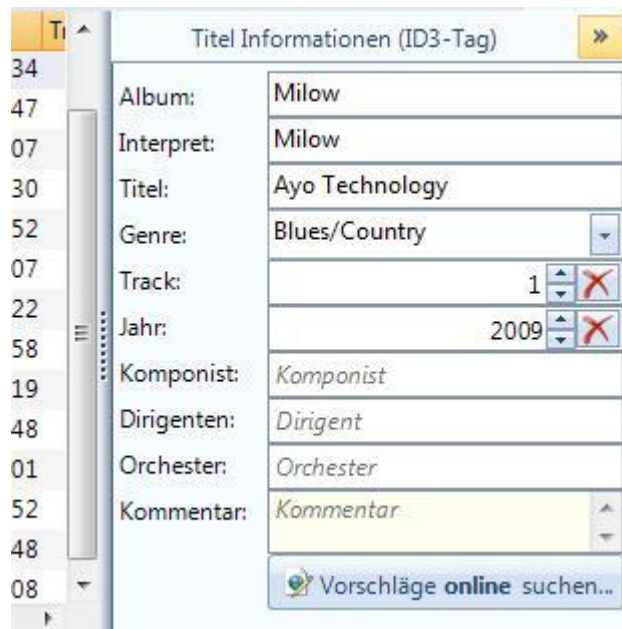 Ti
Titel Informationen (ID3-Tag)
»
34
47
07
30
52
07
22
58
19
48
01
52
48
08
Album: Milow
Interpret: Milow
Titel: Ayo Technology
Genre: Blues/Country
Track: 1
Jahr: 2009
Komponist: Komponist
Dirigenten: Dirigent
Orchester: Orchester
Kommentar: Kommentar
Vorschläge online suchen...